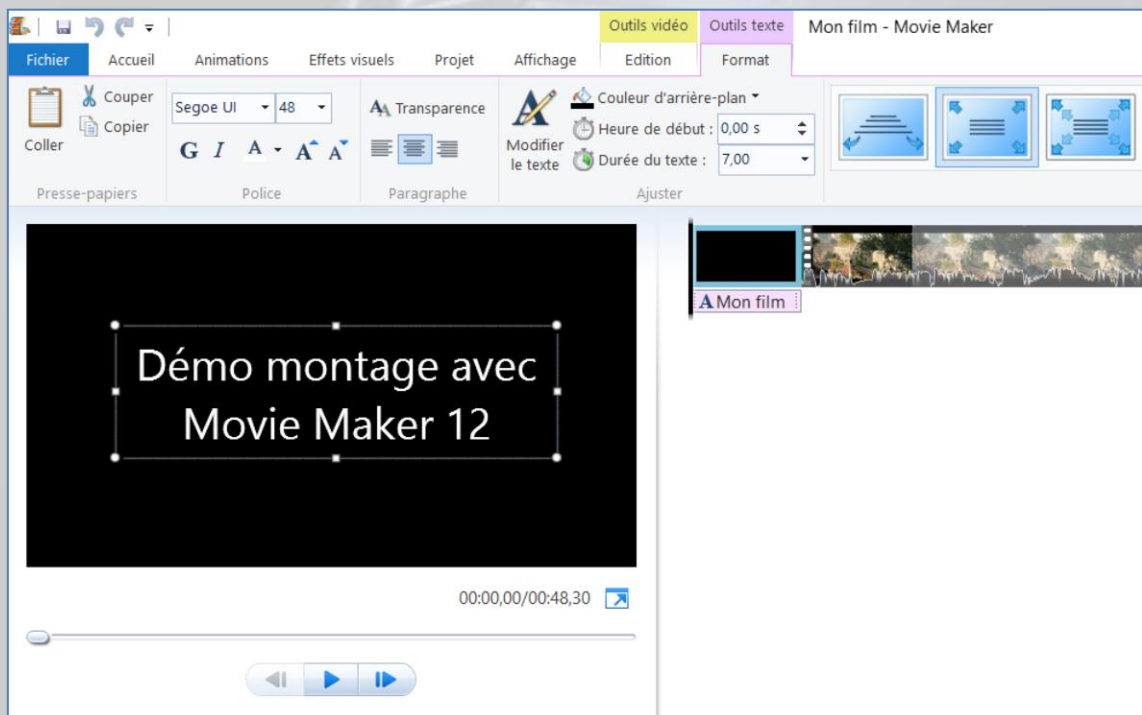 Outils vidéo Outils texte Mon film - Movie Maker
Fichier Accueil Animations Effets visuels Projet Affichage Edition Format
Coller
Couper
Copier
Presse-papiers
Segoe UI 48
G I A A A
Police
AA Transparence
Paragraphe
Modifier
le texte
Couleur d'arrière-plan
Heure de début : 0,00 s
Durée du texte : 7,00
Ajuster
Démo montage avec
Movie Maker 12
00:00,00/00:48,30
A Mon film